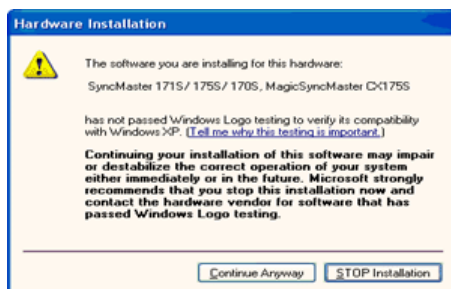 Hardware Installation
The software you are installing for this hardware:
SyncMaster 171S/ 175S/ 170S, MagicSyncMaster CX175S
has not passed Windows Logo testing to verify its compatibility
with Windows XP. (Tell me why this testing is important.)
Continuing your installation of this software may impair
or destabilize the correct operation of your system
either immediately or in the future. Microsoft strongly
recommends that you stop this installation now and
contact the hardware vendor for software that has
passed Windows Logo testing.
Continue Anyway
STOP Installation